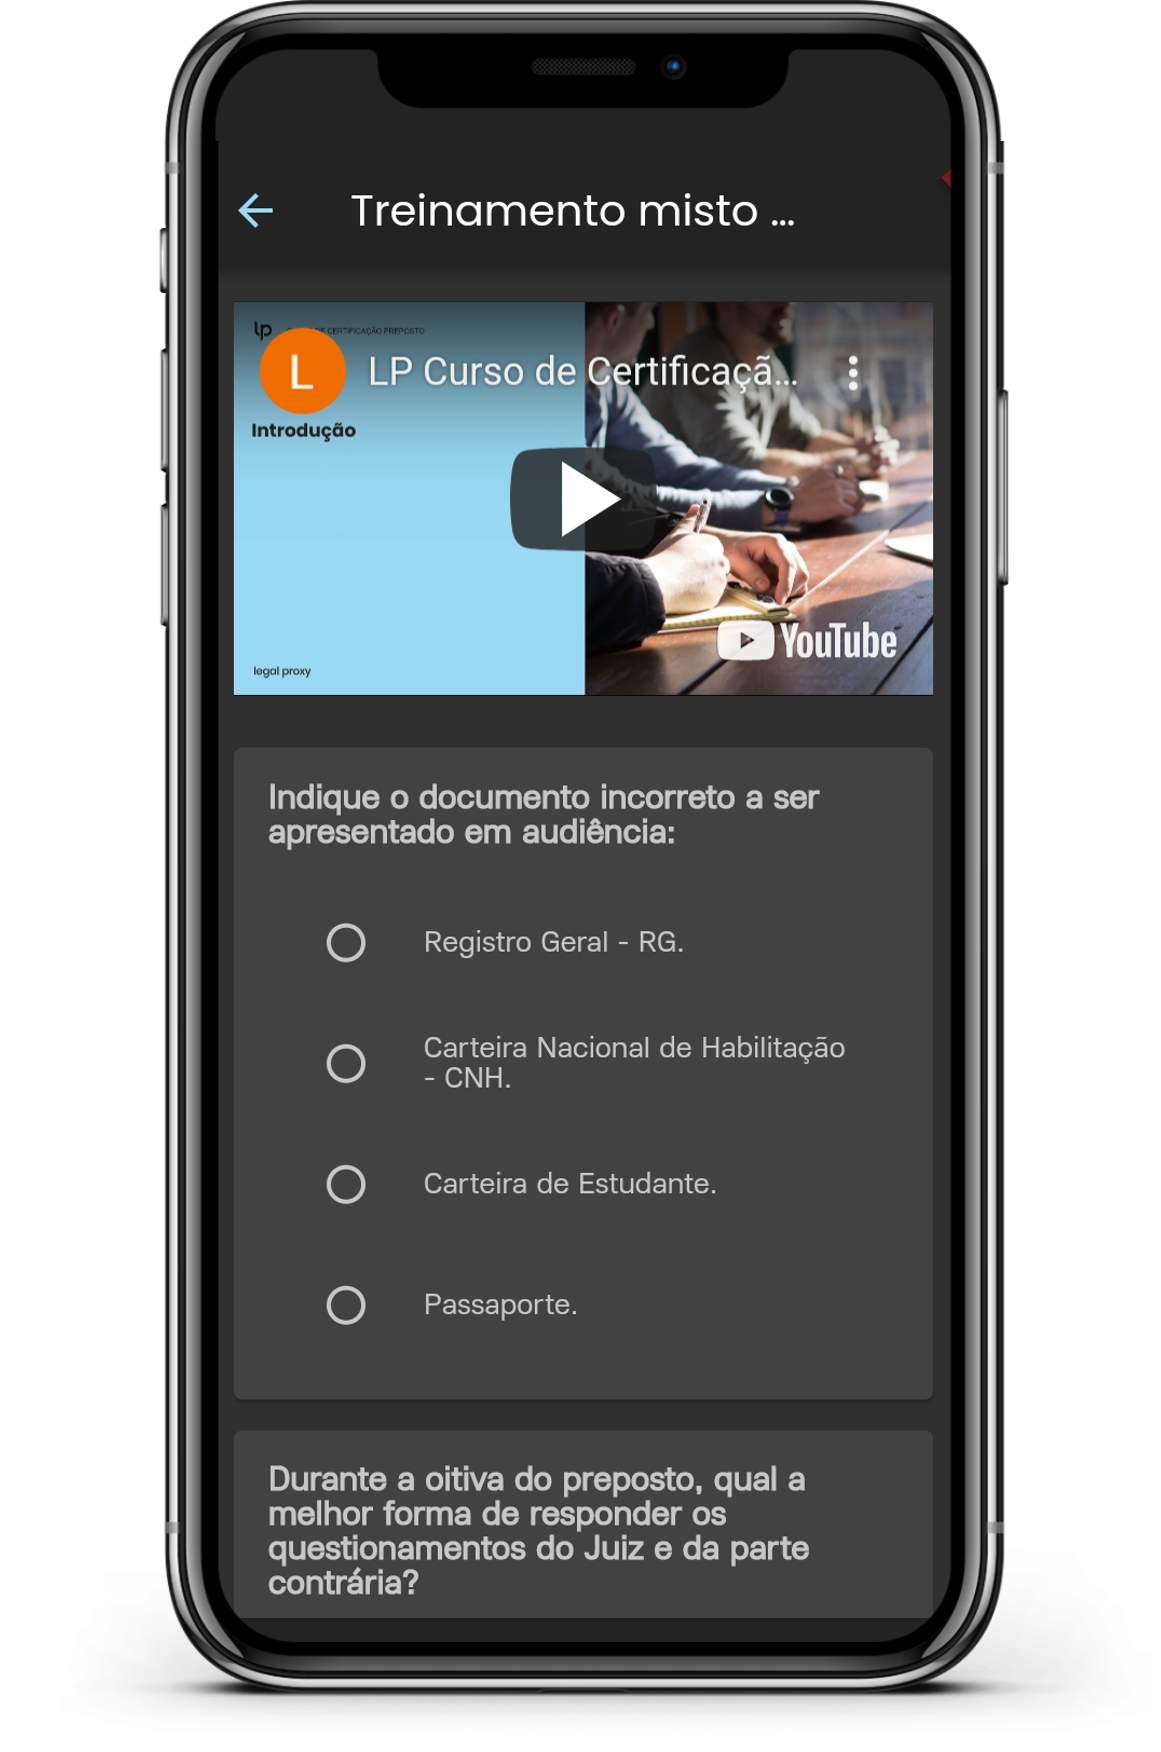 Treinamento misto ...
lp CURSO DE CERTIFICAÇÃO PREPOSTO
L LP Curso de Certificaçã...
Introdução
YouTube
legal proxy
Indique o documento incorreto a ser
apresentado em audiência:
Registro Geral - RG.
Carteira Nacional de Habilitação
- CNH.
Carteira de Estudante.
Passaporte.
Durante a oitiva do preposto, qual a
melhor forma de responder os
questionamentos do Juiz e da parte
contrária?